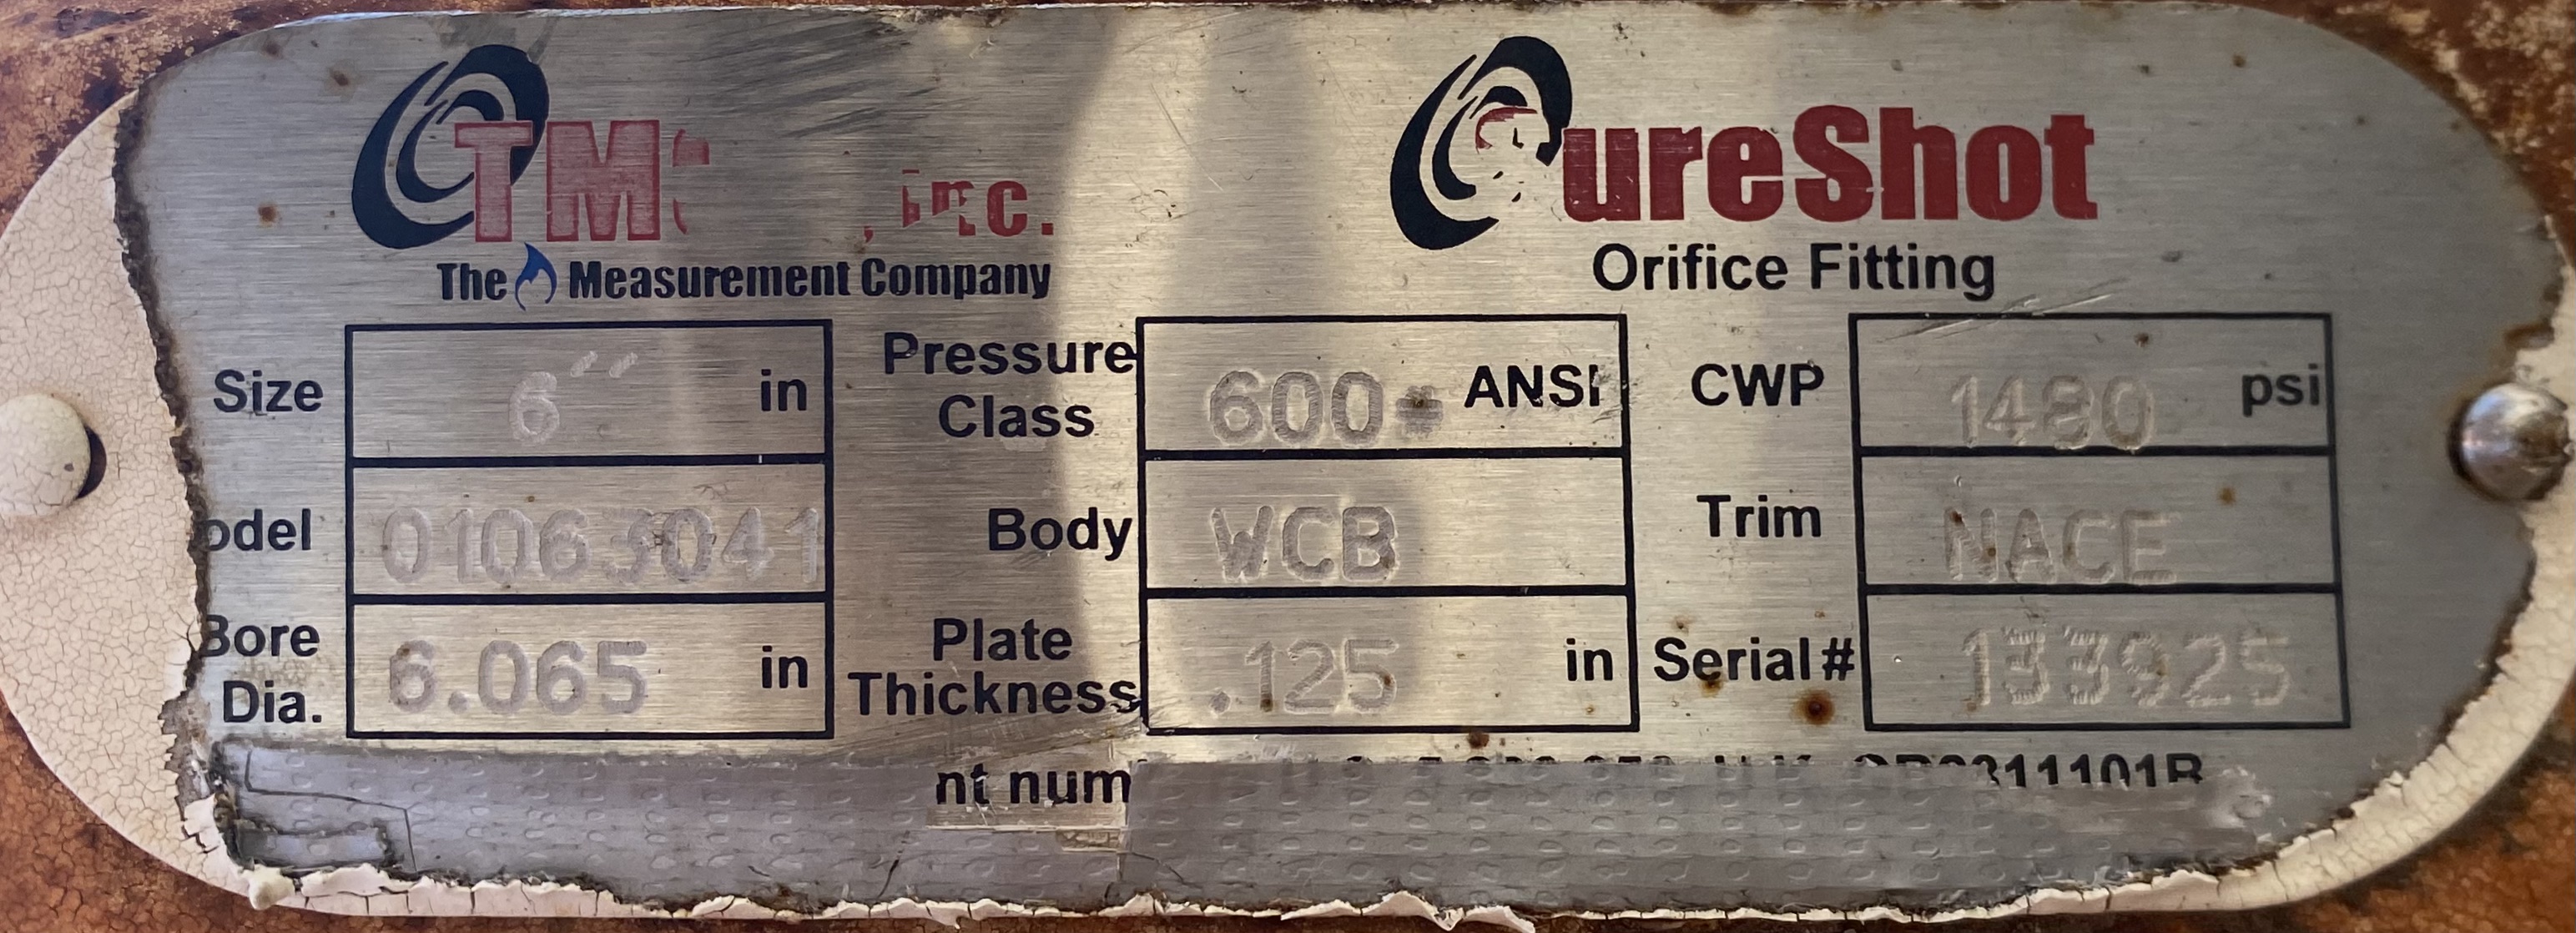 TM , inc.
The Measurement Company
ureShot
Orifice Fitting
Size 6" in
Pressure Class 600# ANSI
CWP 1480 psi
odel 01063041
Body WCB
Trim NACE
Bore Dia. 6.065 in
Plate Thickness .125 in
Serial# 133925
nt num